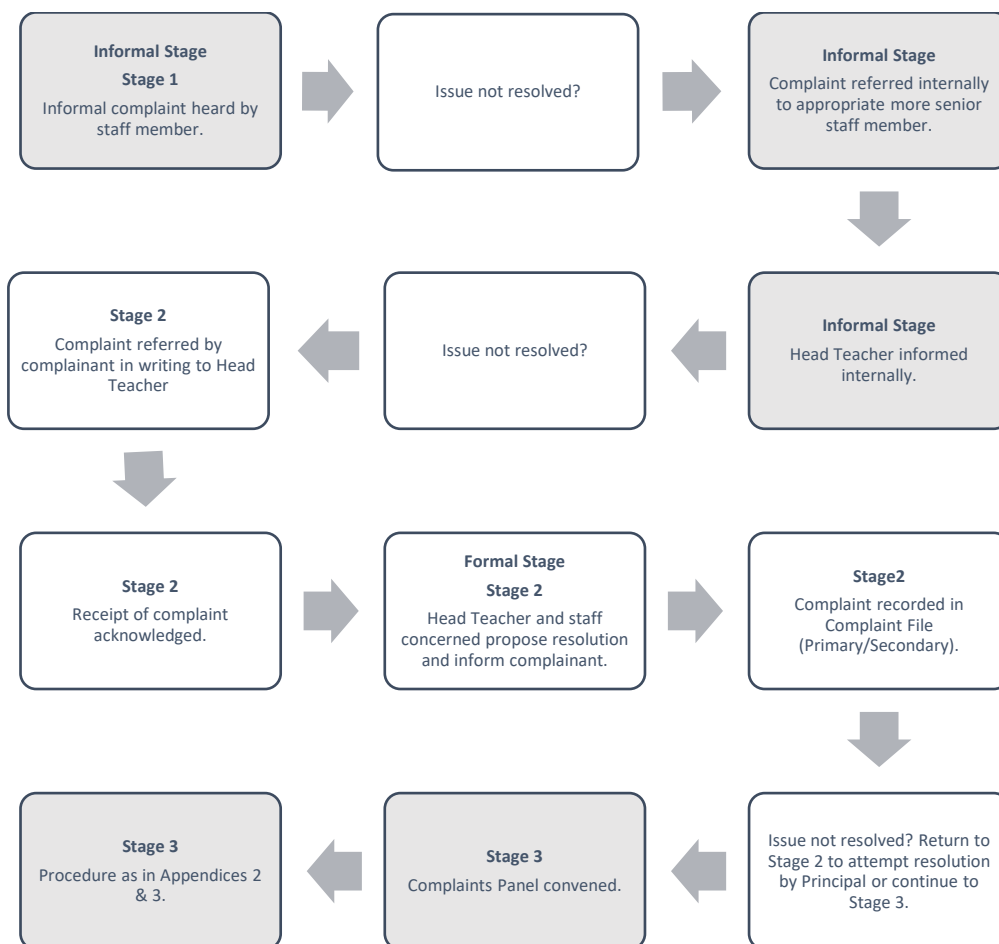 Informal Stage
Stage 1
Informal complaint heard by
staff member.
Issue not resolved?
Informal Stage
Complaint referred internally
to appropriate more senior
staff member.
Informal Stage
Head Teacher informed
internally.
Issue not resolved?
Stage 2
Complaint referred by
complainant in writing to Head
Teacher
Stage 2
Receipt of complaint
acknowledged.
Formal Stage
Stage 2
Head Teacher and staff
concerned propose resolution
and inform complainant.
Stage2
Complaint recorded in
Complaint File
(Primary/Secondary).
Issue not resolved? Return to
Stage 2 to attempt resolution
by Principal or continue to
Stage 3.
Stage 3
Complaints Panel convened.
Stage 3
Procedure as in Appendices 2
& 3.